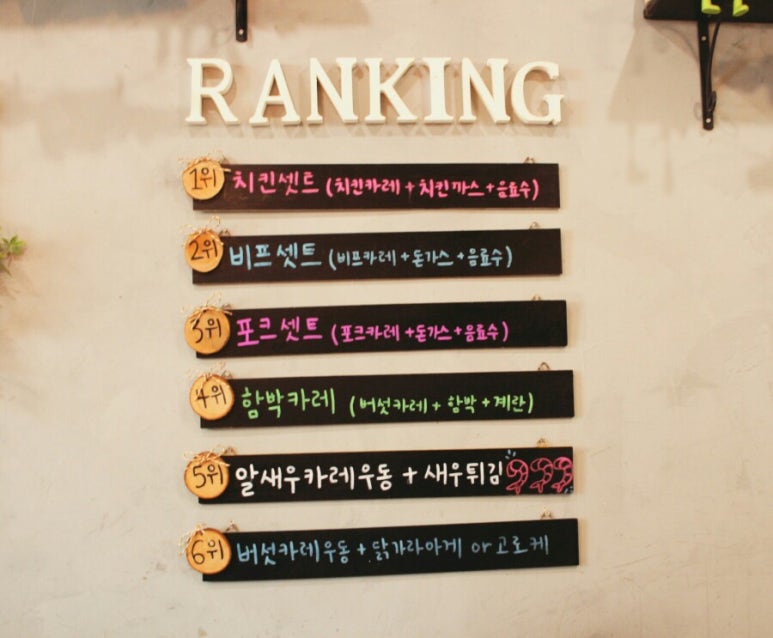 RANKING
1위 치킨셋트 (치킨카레 + 치킨까스 + 음료수)
2위 비프셋트 (비프카레 + 돈가스 + 음료수)
3위 포크셋트 (포크카레 + 돈가스 + 음료수)
4위 함박카레 (버섯카레 + 함박 + 계란)
5위 알새우카레우동 + 새우튀김
6위 버섯카레우동 + 닭가라아게 or 고로케